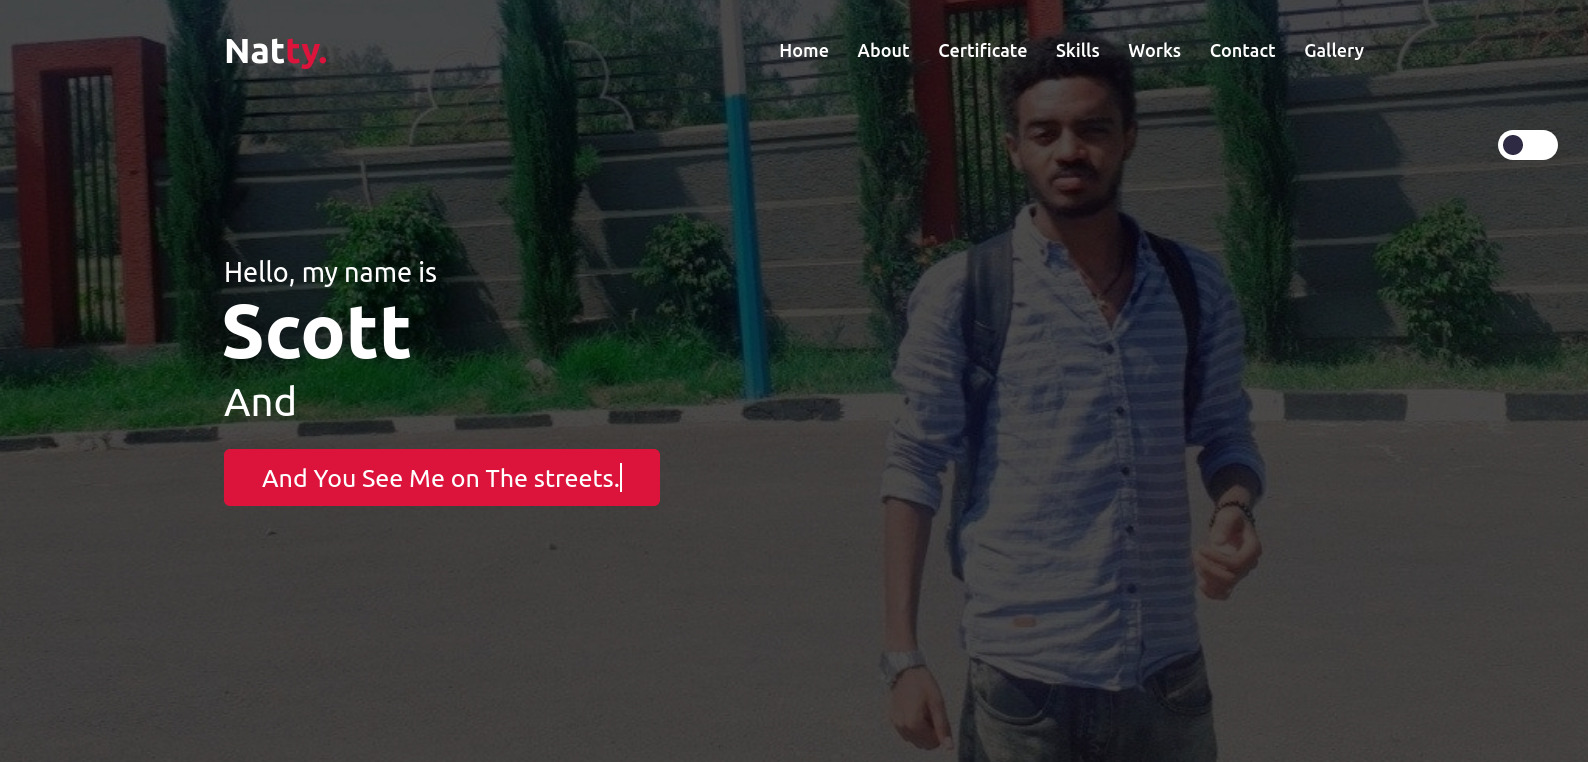 Natty.
Home About Certificate Skills Works Contact Gallery
Hello, my name is
Scott
And
And You See Me on The streets.